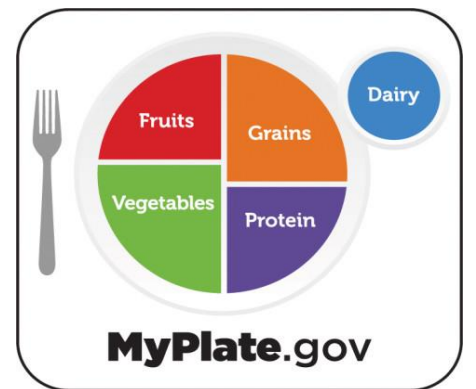 Fruits
Grains
Dairy
Vegetables
Protein
MyPlate.gov